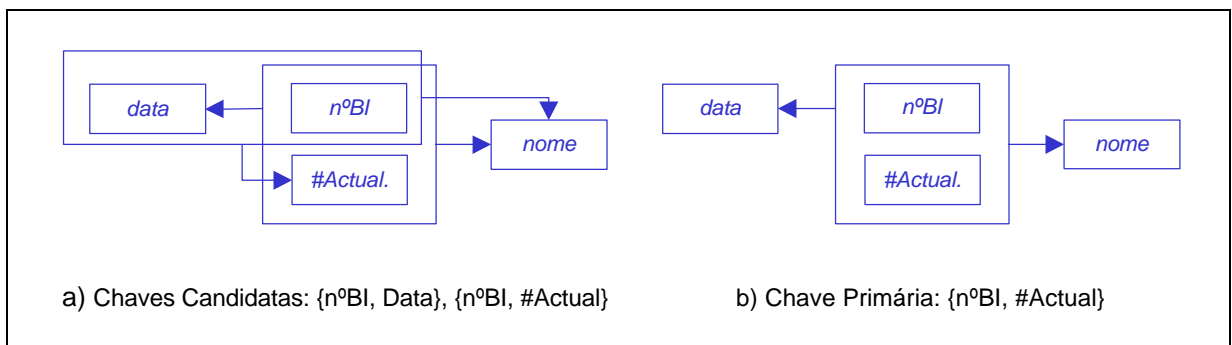 data
nºBI
nome
#Actual.
a) Chaves Candidatas: {nºBI, Data}, {nºBI, #Actual}
data
nºBI
nome
#Actual.
b) Chave Primária: {nºBI, #Actual}